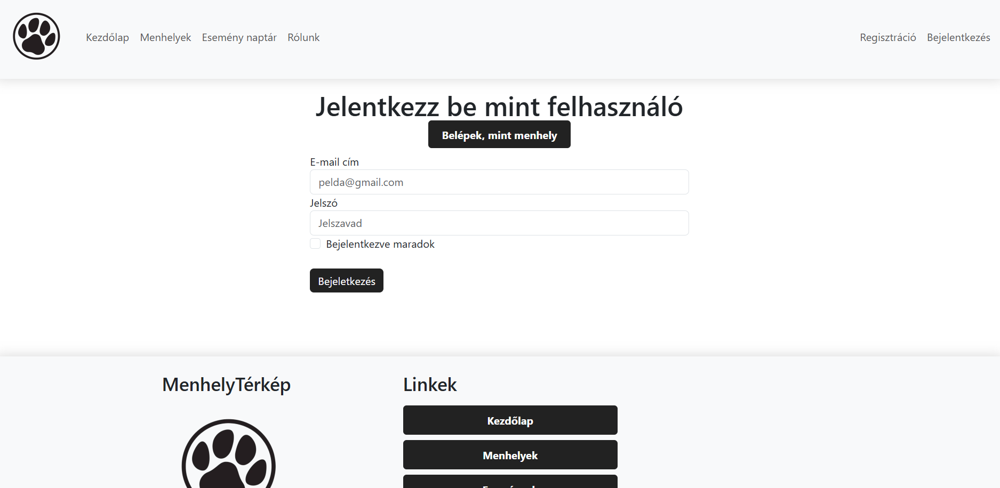 Kezdőlap Menhelyek Esemény naptár Rólunk Regisztráció Bejelentkezés
Jelentkezz be mint felhasználó
Belépek, mint menhely
E-mail cím
pelda@gmail.com
Jelszó
Jelszavad
Bejelentkezve maradok
Bejeletkezés
MenhelyTérkép
Linkek
Kezdőlap
Menhelyek